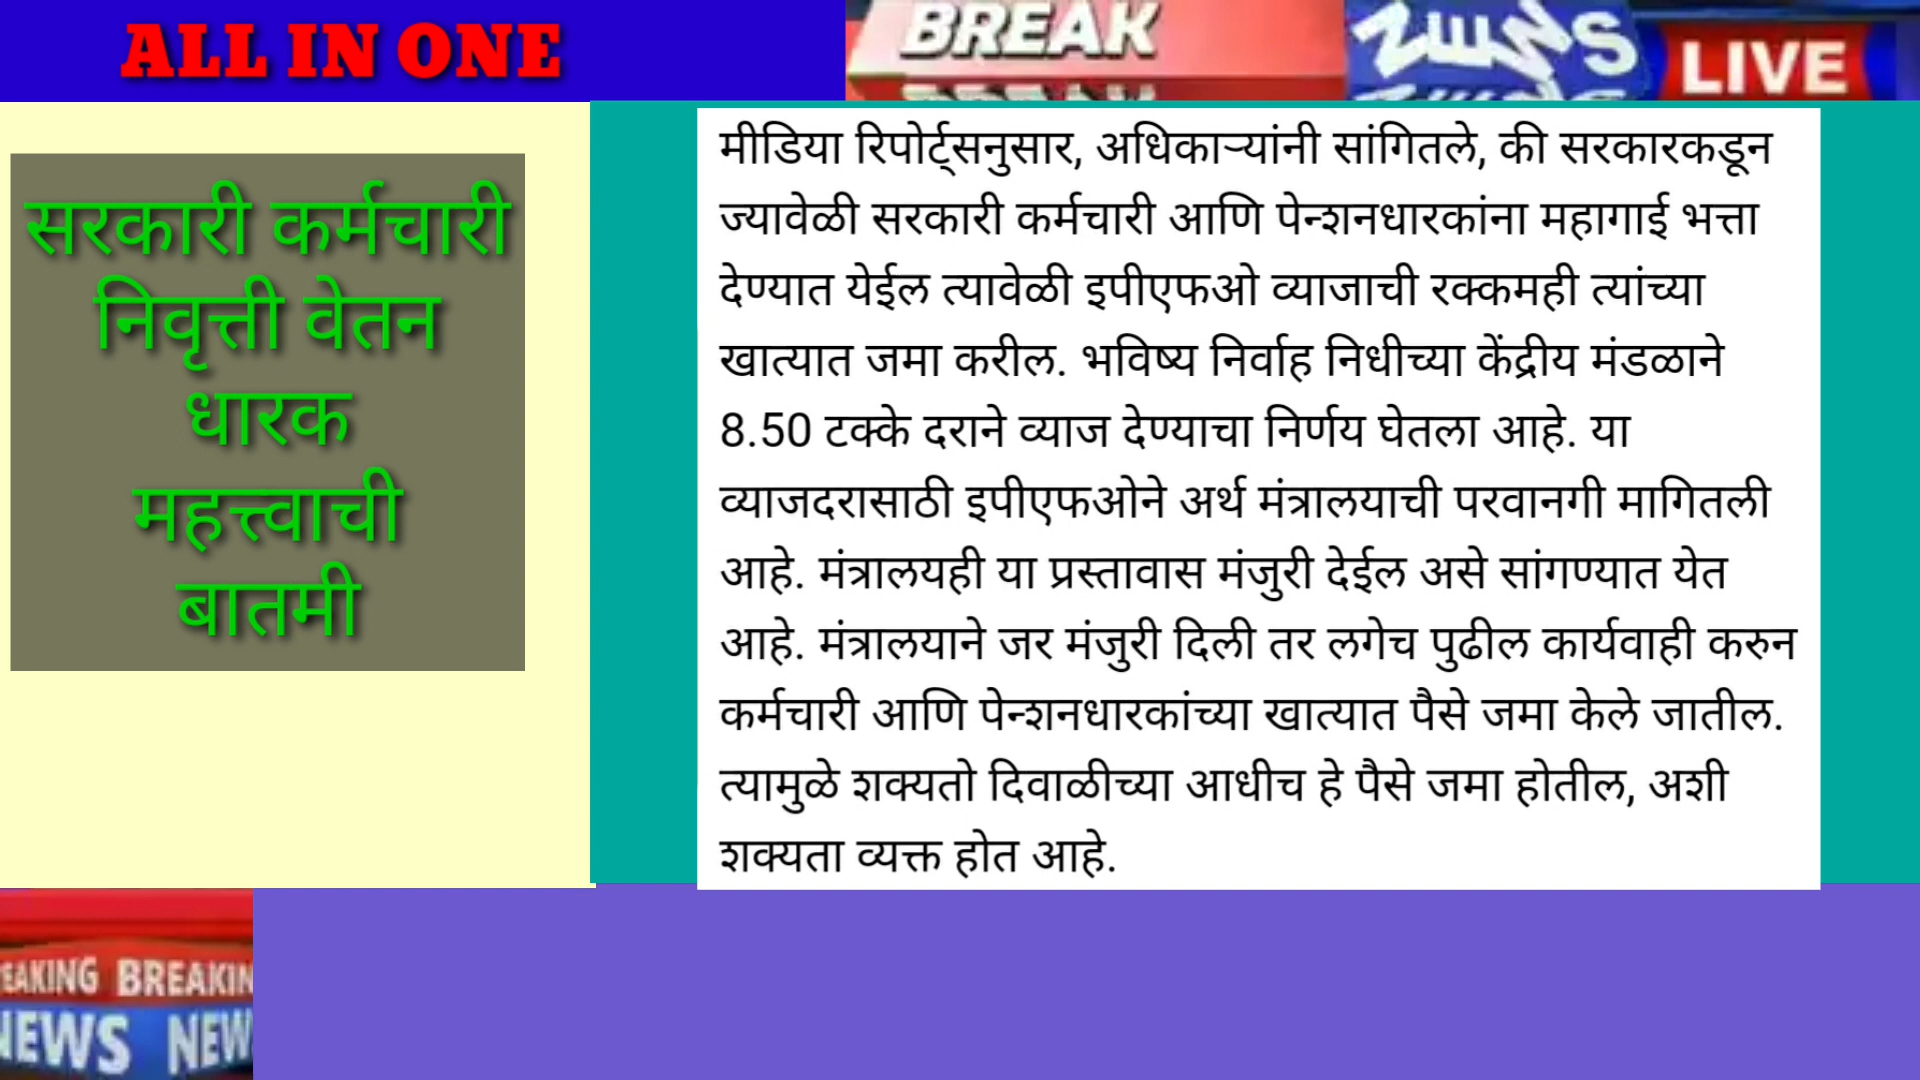 ALL IN ONE
BREAK
LIVE
सरकारी कर्मचारी
निवृत्ती वेतन
धारक
महत्त्वाची
बातमी
मीडिया रिपोर्ट्सनुसार, अधिकाऱ्यांनी सांगितले, की सरकारकडून
ज्यावेळी सरकारी कर्मचारी आणि पेन्शनधारकांना महागाई भत्ता
देण्यात येईल त्यावेळी इपीएफओ व्याजाची रक्कमही त्यांच्या
खात्यात जमा करील. भविष्य निर्वाह निधीच्या केंद्रीय मंडळाने
8.50 टक्के दराने व्याज देण्याचा निर्णय घेतला आहे. या
व्याजदरासाठी इपीएफओने अर्थ मंत्रालयाची परवानगी मागितली
आहे. मंत्रालयही या प्रस्तावास मंजुरी देईल असे सांगण्यात येत
आहे. मंत्रालयाने जर मंजुरी दिली तर लगेच पुढील कार्यवाही करुन
कर्मचारी आणि पेन्शनधारकांच्या खात्यात पैसे जमा केले जातील.
त्यामुळे शक्यतो दिवाळीच्या आधीच हे पैसे जमा होतील, अशी
शक्यता व्यक्त होत आहे.
EAKING BREAKIN
NEWS NEW